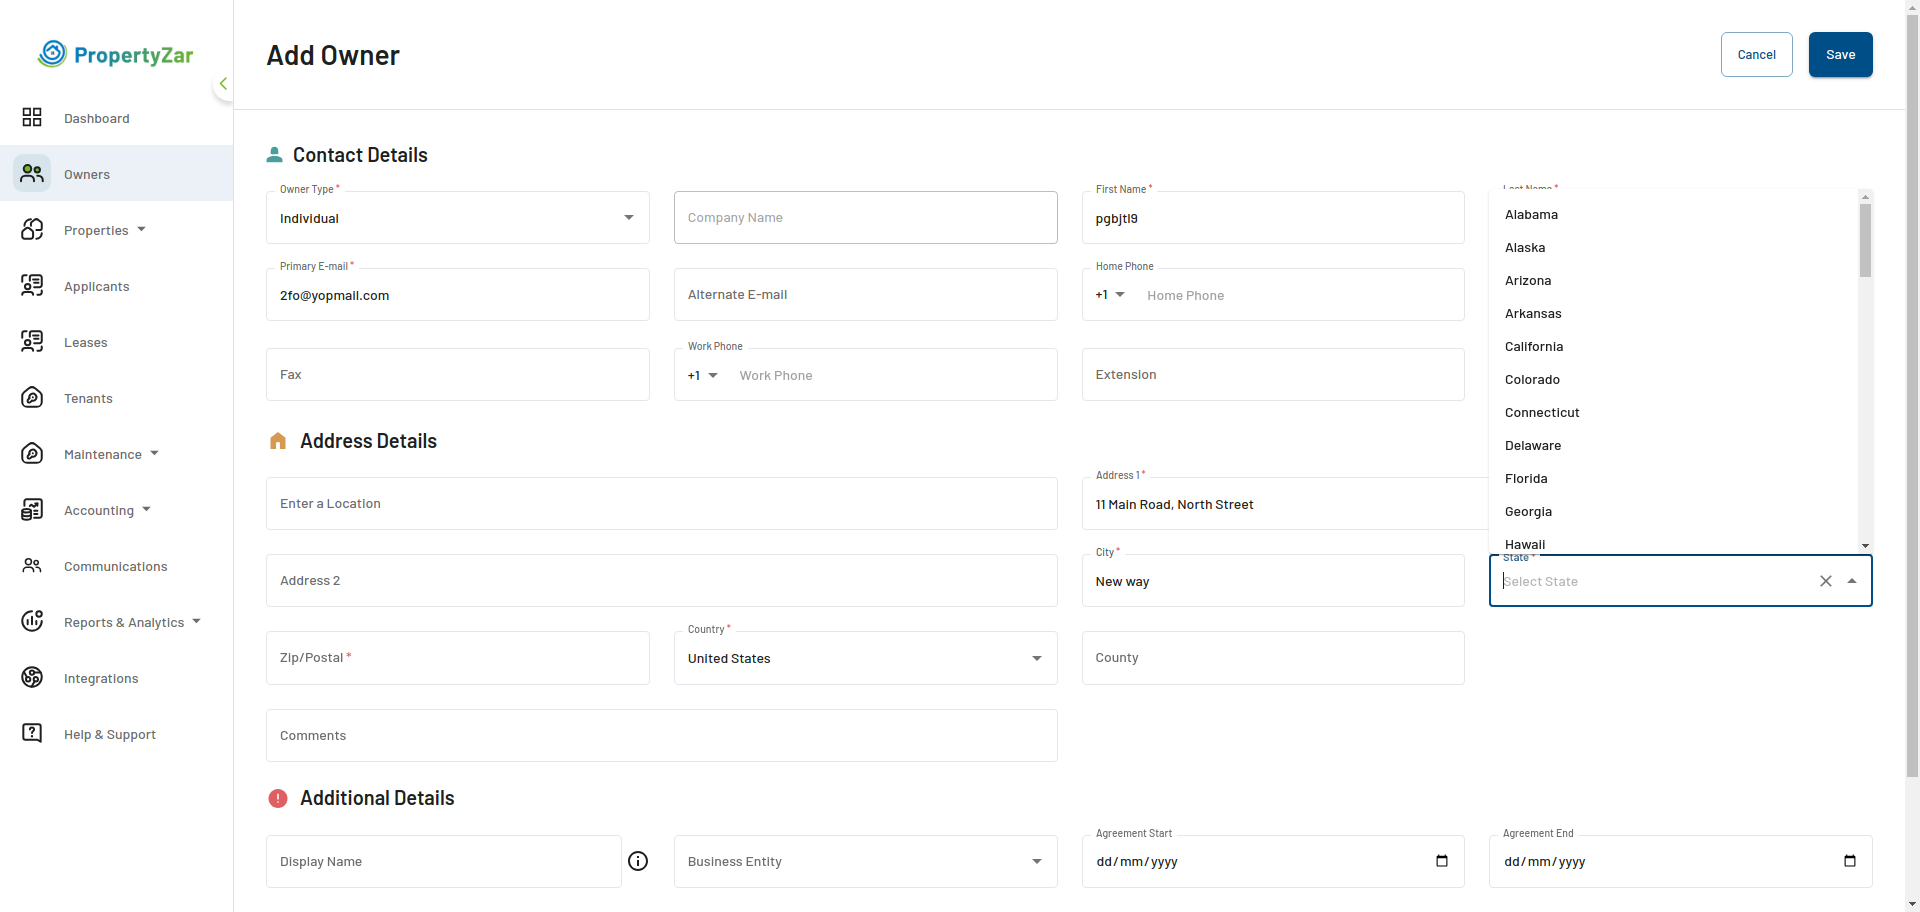 PropertyZar
Dashboard
Owners
Properties
Applicants
Leases
Tenants
Maintenance
Accounting
Communications
Reports & Analytics
Integrations
Help & Support
Add Owner
Cancel
Save
Contact Details
Owner Type *
Individual
Company Name
First Name *
pgbjtl9
Last Name *
Primary E-mail *
2fo@yopmail.com
Alternate E-mail
Home Phone
+1
Home Phone
Fax
Work Phone
+1
Work Phone
Extension
Alabama
Alaska
Arizona
Arkansas
California
Colorado
Connecticut
Delaware
Florida
Georgia
Hawaii
Address Details
Enter a Location
Address 1 *
11 Main Road, North Street
Address 2
City *
New way
State *
Select State
Zip/Postal *
Country *
United States
County
Comments
Additional Details
Display Name
Business Entity
Agreement Start
dd/mm/yyyy
Agreement End
dd/mm/yyyy